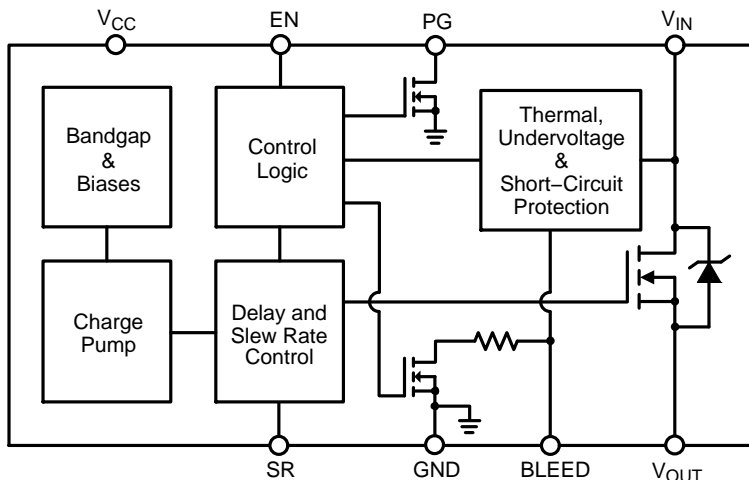 VCC
EN
PG
VIN
Bandgap
&
Biases
Control
Logic
Thermal,
Undervoltage
&
Short−Circuit
Protection
Charge
Pump
Delay and
Slew Rate
Control
SR
GND
BLEED
VOUT